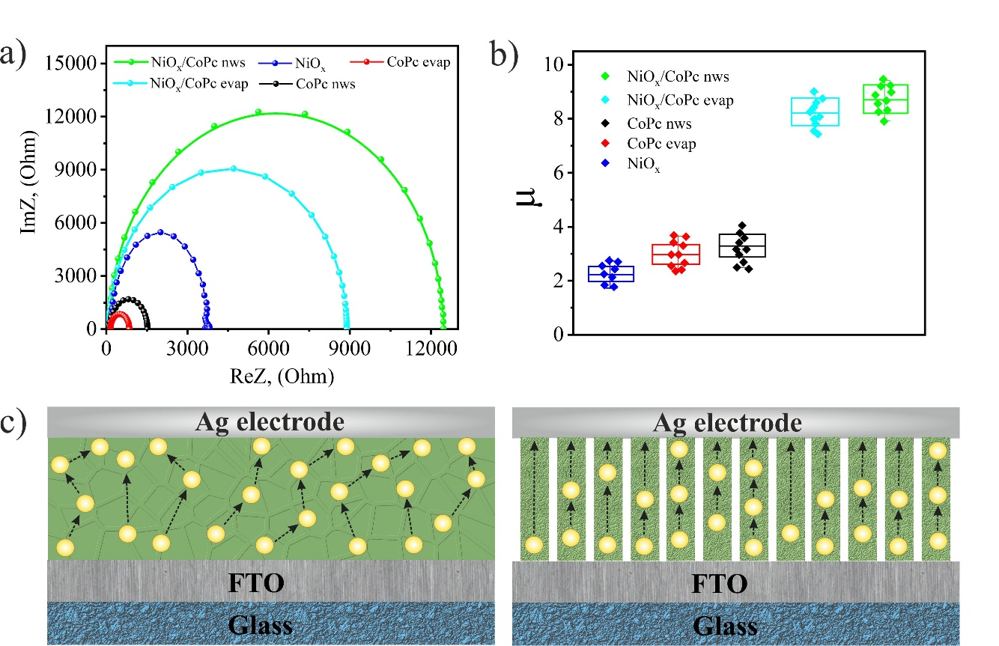 a)
15000
12000
9000
6000
3000
0
ImZ, (Ohm)
NiOx/CoPc nws
NiOx
CoPc evap
NiOx/CoPc evap
CoPc nws
0 3000 6000 9000 12000
ReZ, (Ohm)
b)
10
8
6
4
2
0
μ
NiOx/CoPc nws
NiOx/CoPc evap
CoPc nws
CoPc evap
NiOx
c)
Ag electrode
FTO
Glass
Ag electrode
FTO
Glass